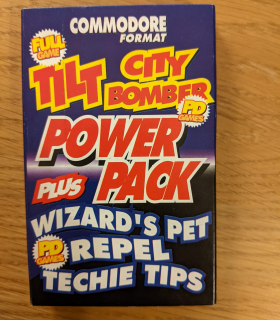 COMMODORE
FORMAT
FULL
GAME
TILT CITY
BOMBER
PD
GAMES
POWER
PLUS PACK
WIZARD'S PET
PD
GAMES
REPEL
TECHIE TIPS